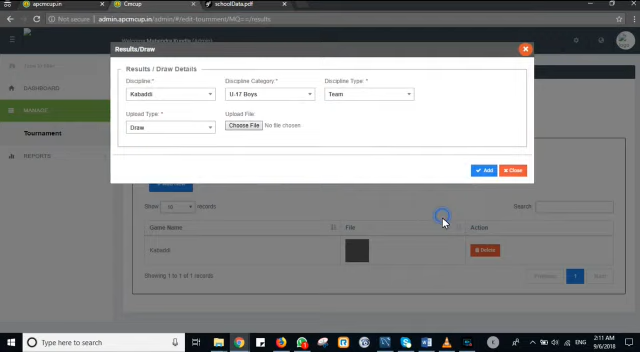 apcmcup.in
Cmcup
schoolData.pdf
Not secure | admin.apcmcup.in/admin/#/edit-tournment/MQ==/results
Results/Draw
Results / Draw Details
Discipline:* Discipline Category:* Discipline Type: *
Kabaddi U-17 Boys Team
Upload Type: * Upload File:
Draw Choose File No file chosen
Add Close
DASHBOARD
MANAGE
Tournament
REPORTS
Show 10 records Search
Game Name File Action
Kabaddi Delete
Showing 1 to 1 of 1 records Previous 1 Next
Type here to search
ENG
2:11 AM
9/6/2018